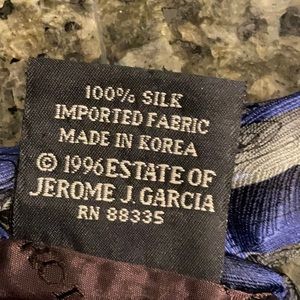 100% SILK
IMPORTED FABRIC
MADE IN KOREA
© 1996 ESTATE OF
JEROME J. GARCIA
RN 88335